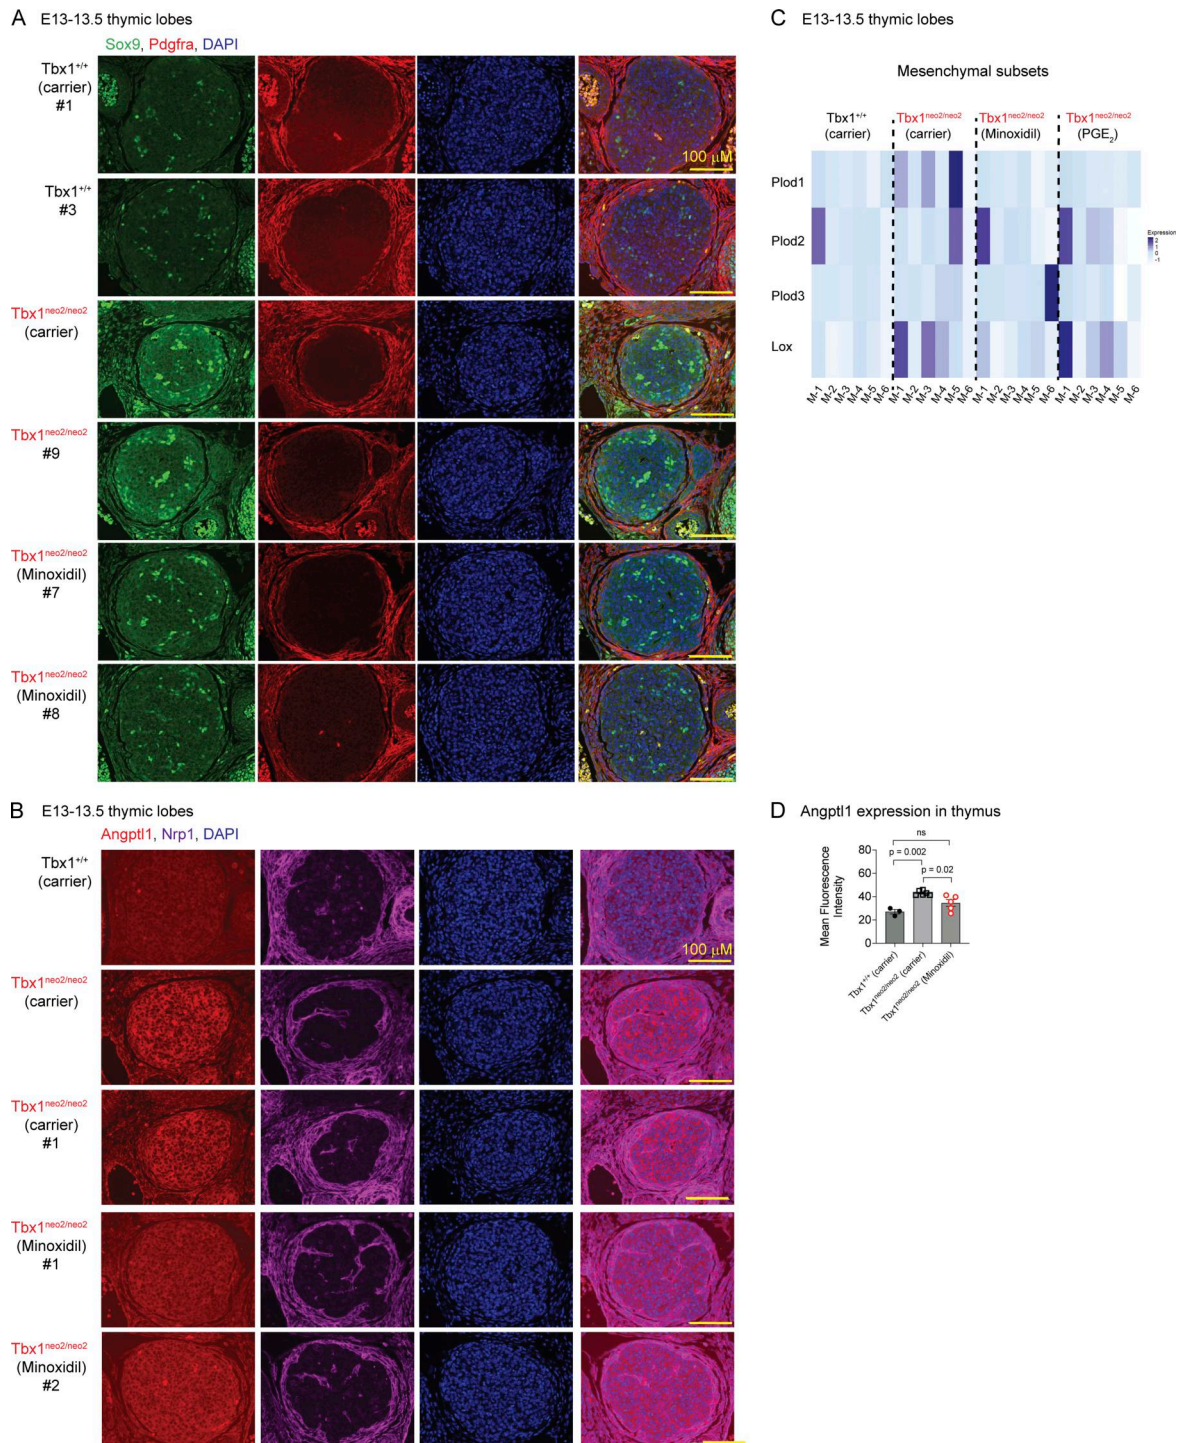 A E13-13.5 thymic lobes
Sox9, Pdgfra, DAPI
Tbx1+/+
(carrier)
#1
100 µM
Tbx1+/+
#3
Tbx1neo2/neo2
(carrier)
Tbx1neo2/neo2
#9
Tbx1neo2/neo2
(Minoxidil)
#7
Tbx1neo2/neo2
(Minoxidil)
#8
B E13-13.5 thymic lobes
Angptl1, Nrp1, DAPI
Tbx1+/+
(carrier)
100 µM
Tbx1neo2/neo2
(carrier)
Tbx1neo2/neo2
(carrier)
#1
Tbx1neo2/neo2
(Minoxidil)
#1
Tbx1neo2/neo2
(Minoxidil)
#2
C E13-13.5 thymic lobes
Mesenchymal subsets
Tbx1+/+ Tbx1neo2/neo2 Tbx1neo2/neo2 Tbx1neo2/neo2
(carrier) (carrier) (Minoxidil) (PGE2)
Plod1
Plod2
Plod3
Lox
Expression
2
1
0
-1
M-1 M-2 M-3 M-4 M-5 M-6 M-1 M-2 M-3 M-4 M-5 M-6 M-1 M-2 M-3 M-4 M-5 M-6 M-1 M-2 M-3 M-4 M-5 M-6
D Angptl1 expression in thymus
ns
p = 0.002
p = 0.02
Mean Fluorescence
Intensity
80
60
40
20
0
Tbx1+/+ (carrier)
Tbx1neo2/neo2 (carrier)
Tbx1neo2/neo2 (Minoxidil)